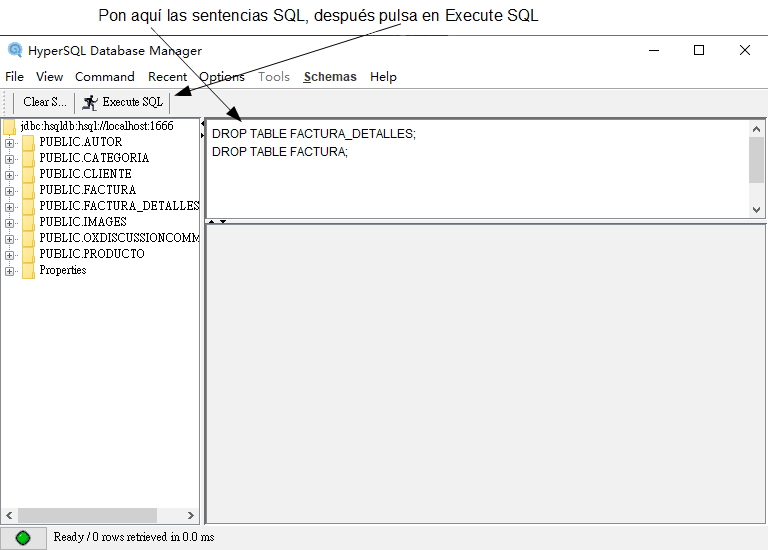 Pon aquí las sentencias SQL, después pulsa en Execute SQL
HyperSQL Database Manager
File View Command Recent Options Tools Schemas Help
Clear S... Execute SQL
jdbc:hsqldb:hsql://localhost:1666
PUBLIC.AUTOR
PUBLIC.CATEGORIA
PUBLIC.CLIENTE
PUBLIC.FACTURA
PUBLIC.FACTURA_DETALLES
PUBLIC.IMAGES
PUBLIC.OXDISCUSSIONCOMM
PUBLIC.PRODUCTO
Properties
DROP TABLE FACTURA_DETALLES;
DROP TABLE FACTURA;
Ready / 0 rows retrieved in 0.0 ms